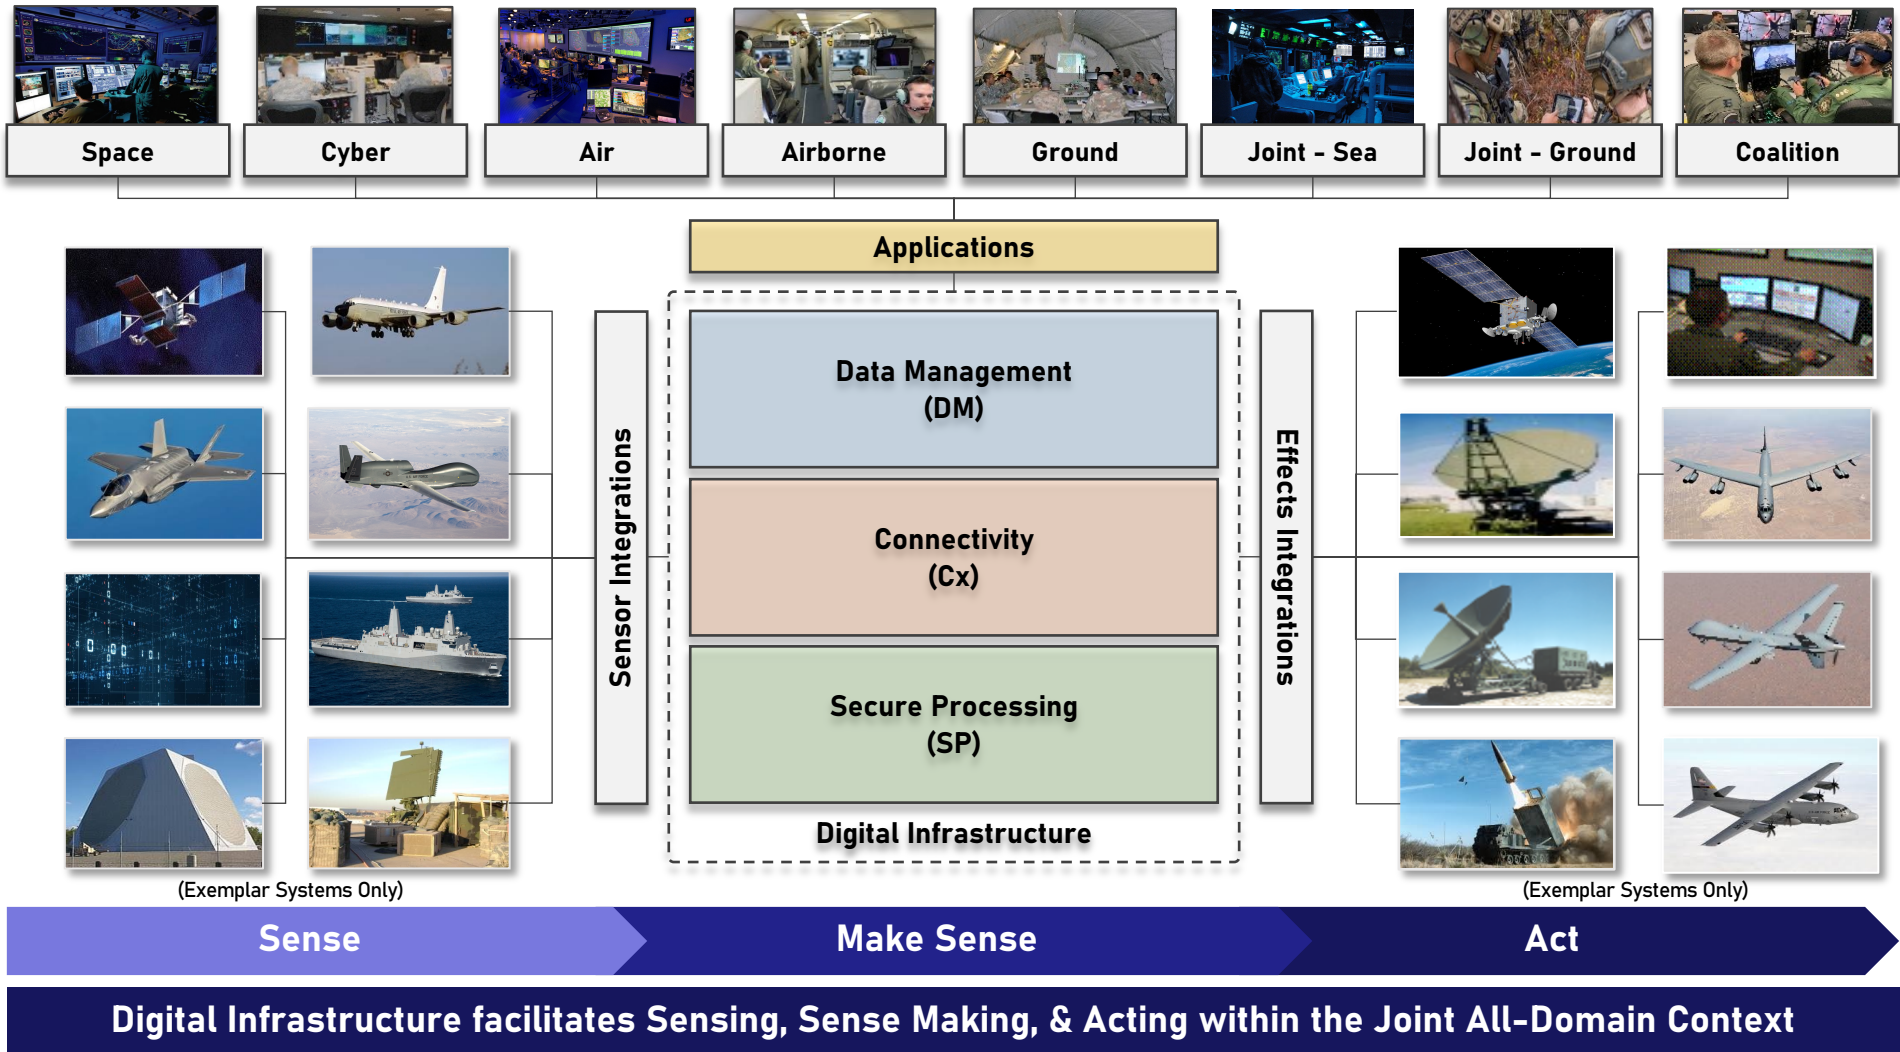 Space
Cyber
Air
Airborne
Ground
Joint - Sea
Joint - Ground
Coalition
Applications
Sensor Integrations
Data Management
(DM)
Connectivity
(Cx)
Secure Processing
(SP)
Digital Infrastructure
Effects Integrations
(Exemplar Systems Only)
(Exemplar Systems Only)
Sense
Make Sense
Act
Digital Infrastructure facilitates Sensing, Sense Making, & Acting within the Joint All-Domain Context